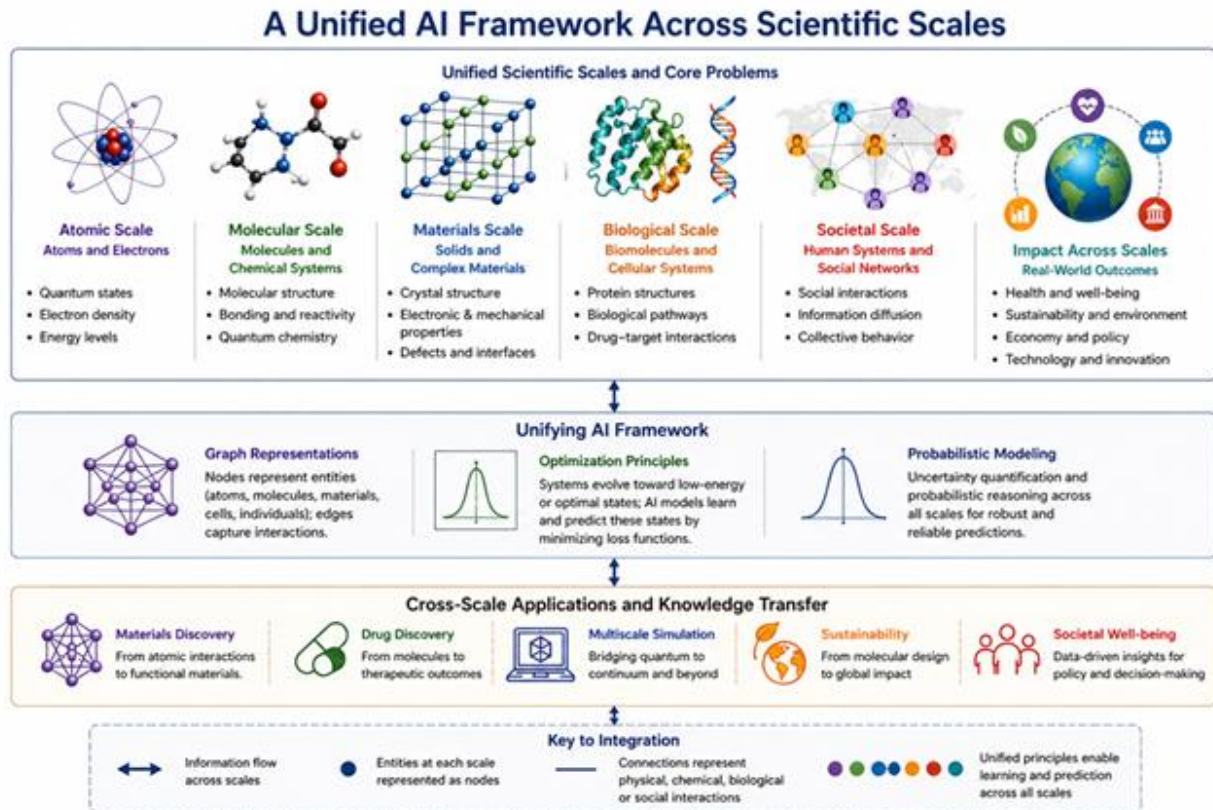 A Unified AI Framework Across Scientific Scales
Unified Scientific Scales and Core Problems
Atomic Scale
Atoms and Electrons
• Quantum states
• Electron density
• Energy levels
Molecular Scale
Molecules and
Chemical Systems
• Molecular structure
• Bonding and reactivity
• Quantum chemistry
Materials Scale
Solids and
Complex Materials
• Crystal structure
• Electronic & mechanical
properties
• Defects and interfaces
Biological Scale
Biomolecules and
Cellular Systems
• Protein structures
• Biological pathways
• Drug–target interactions
Societal Scale
Human Systems and
Social Networks
• Social interactions
• Information diffusion
• Collective behavior
Impact Across Scales
Real-World Outcomes
• Health and well-being
• Sustainability and environment
• Economy and policy
• Technology and innovation
Unifying AI Framework
Graph Representations
Nodes represent entities
(atoms, molecules, materials,
cells, individuals); edges
capture interactions.
Optimization Principles
Systems evolve toward low-energy
or optimal states; AI models learn
and predict these states by
minimizing loss functions.
Probabilistic Modeling
Uncertainty quantification and
probabilistic reasoning across
all scales for robust and
reliable predictions.
Cross-Scale Applications and Knowledge Transfer
Materials Discovery
From atomic interactions
to functional materials.
Drug Discovery
From molecules to
therapeutic outcomes
Multiscale Simulation
Bridging quantum to
continuum and beyond
Sustainability
From molecular design
to global impact
Societal Well-being
Data-driven insights for
policy and decision-making
Key to Integration
Information flow
across scales
Entities at each scale
represented as nodes
Connections represent
physical, chemical, biological
or social interactions
Unified principles enable
learning and prediction
across all scales